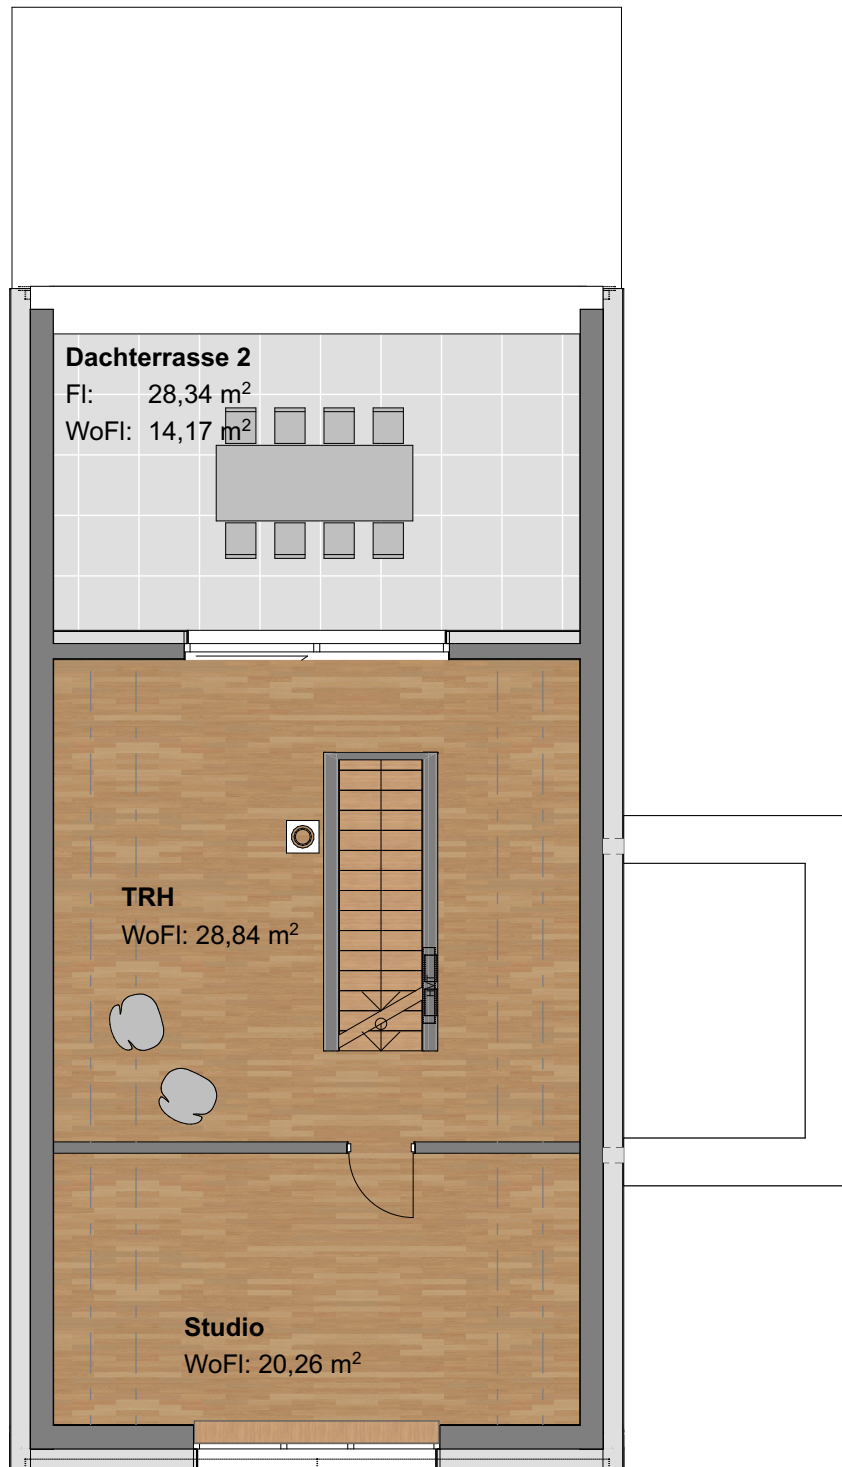 Dachterrasse 2
Fl: 28,34 m²
WoFl: 14,17 m²
TRH
WoFl: 28,84 m²
Studio
WoFl: 20,26 m²